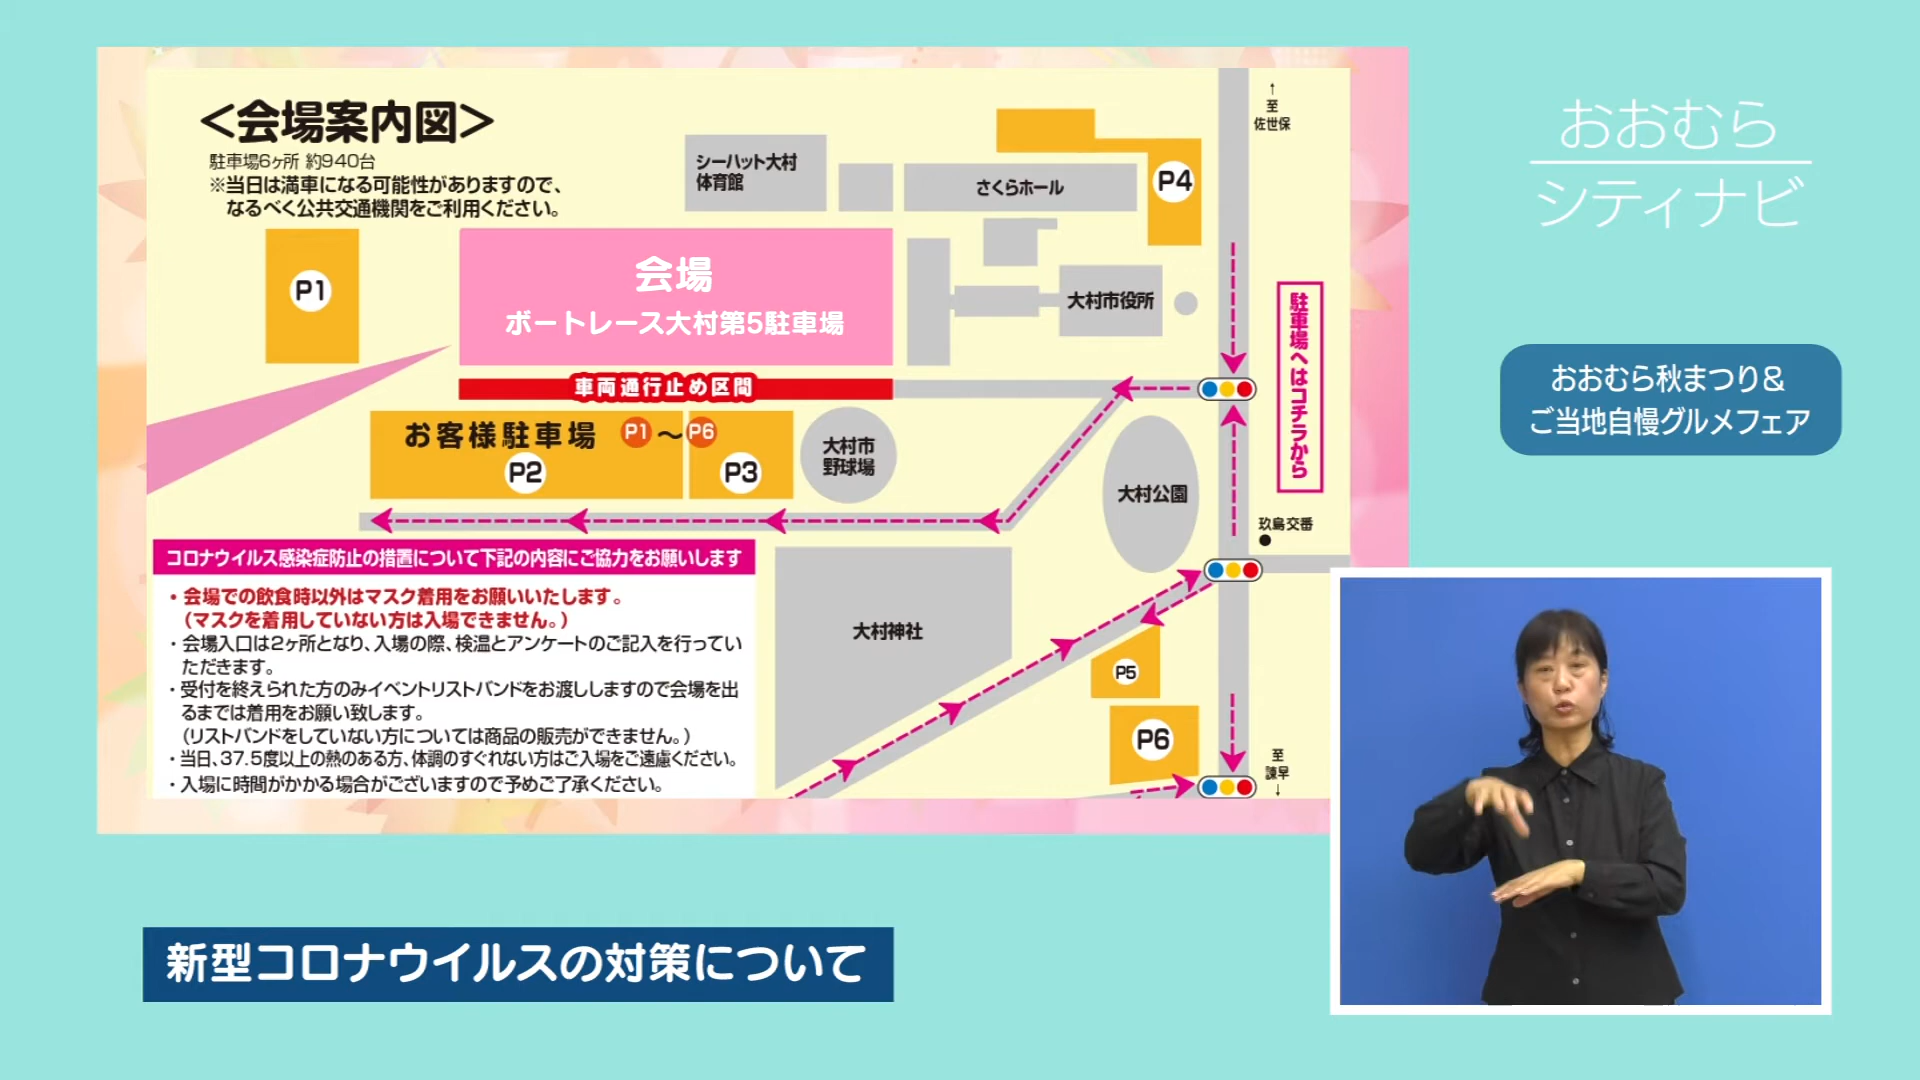 ＜会場案内図＞
駐車場6ヶ所 約940台
※当日は満車になる可能性がありますので、
なるべく公共交通機関をご利用ください。
シーハット大村
体育館
さくらホール
P4
↑
至
佐世保
P1
会場
ボートレース大村第5駐車場
大村市役所
駐車場へはコチラから
車両通行止め区間
お客様駐車場 P1～P6
P2
P3
大村市
野球場
大村公園
玖島交番
コロナウイルス感染症防止の措置について下記の内容にご協力をお願いします
・会場での飲食時以外はマスク着用をお願いいたします。
（マスクを着用していない方は入場できません。）
・会場入口は2ヶ所となり、入場の際、検温とアンケートのご記入を行ってい
ただきます。
・受付を終えられた方のみイベントリストバンドをお渡ししますので会場を出
るまでは着用をお願い致します。
（リストバンドをしていない方については商品の販売ができません。）
・当日、37.5度以上の熱のある方、体調のすぐれない方はご入場をご遠慮ください。
・入場に時間がかかる場合がございますので予めご了承ください。
大村神社
P5
P6
至
諫早
↓
おおむら
シティナビ
おおむら秋まつり＆
ご当地自慢グルメフェア
新型コロナウイルスの対策について